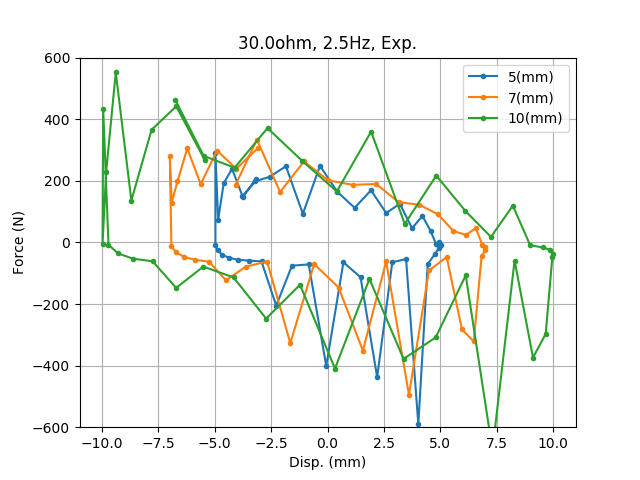 30.0ohm, 2.5Hz, Exp.
600
400
200
0
−200
−400
−600
Force (N)
5(mm)
7(mm)
10(mm)
−10.0 −7.5 −5.0 −2.5 0.0 2.5 5.0 7.5 10.0
Disp. (mm)